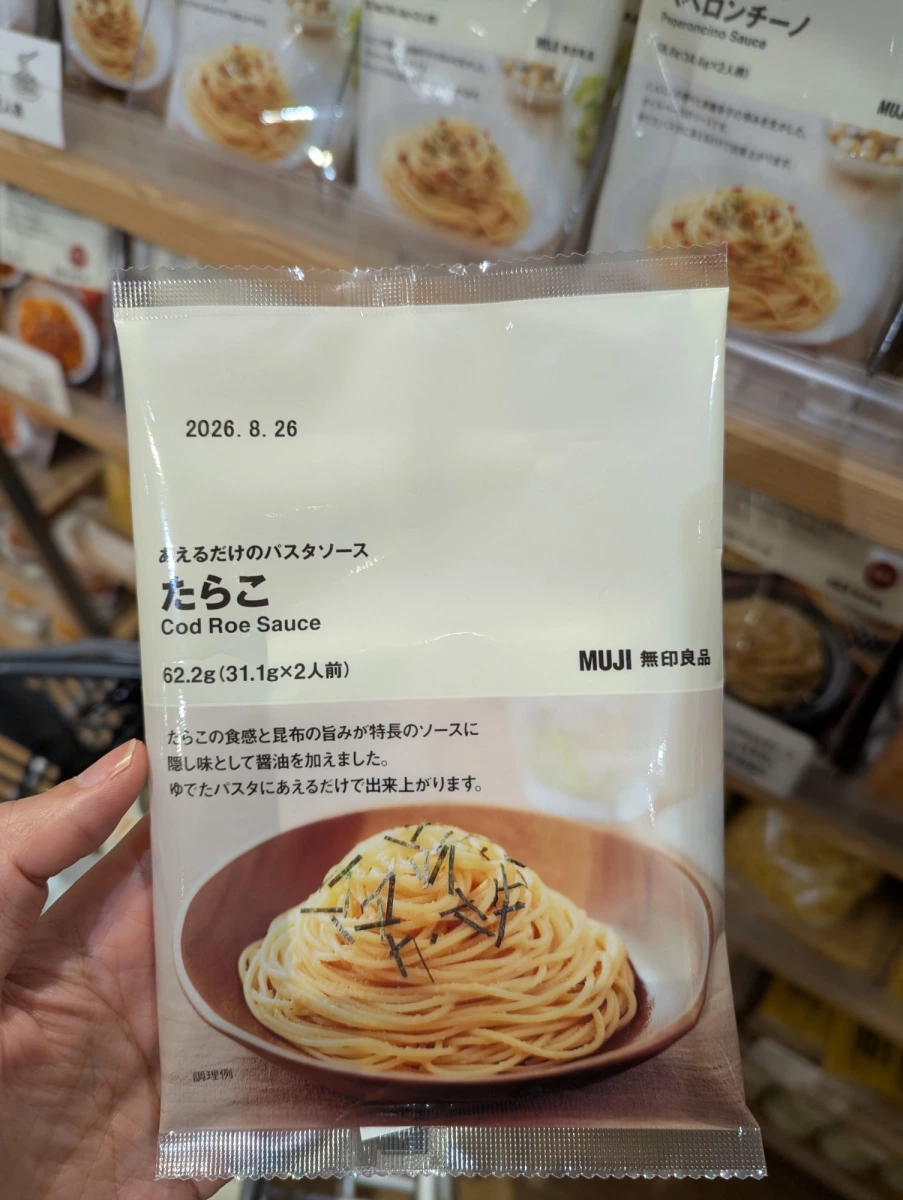 ペロンチーノ
Peperoncino Sauce
MUJI
2026. 8. 26
あえるだけのパスタソース
たらこ
Cod Roe Sauce
62.2g(31.1g×2人前)
MUJI 無印良品
たらこの食感と昆布の旨みが特長のソースに
隠し味として醤油を加えました。
ゆでたパスタにあえるだけで出来上がります。
調理例